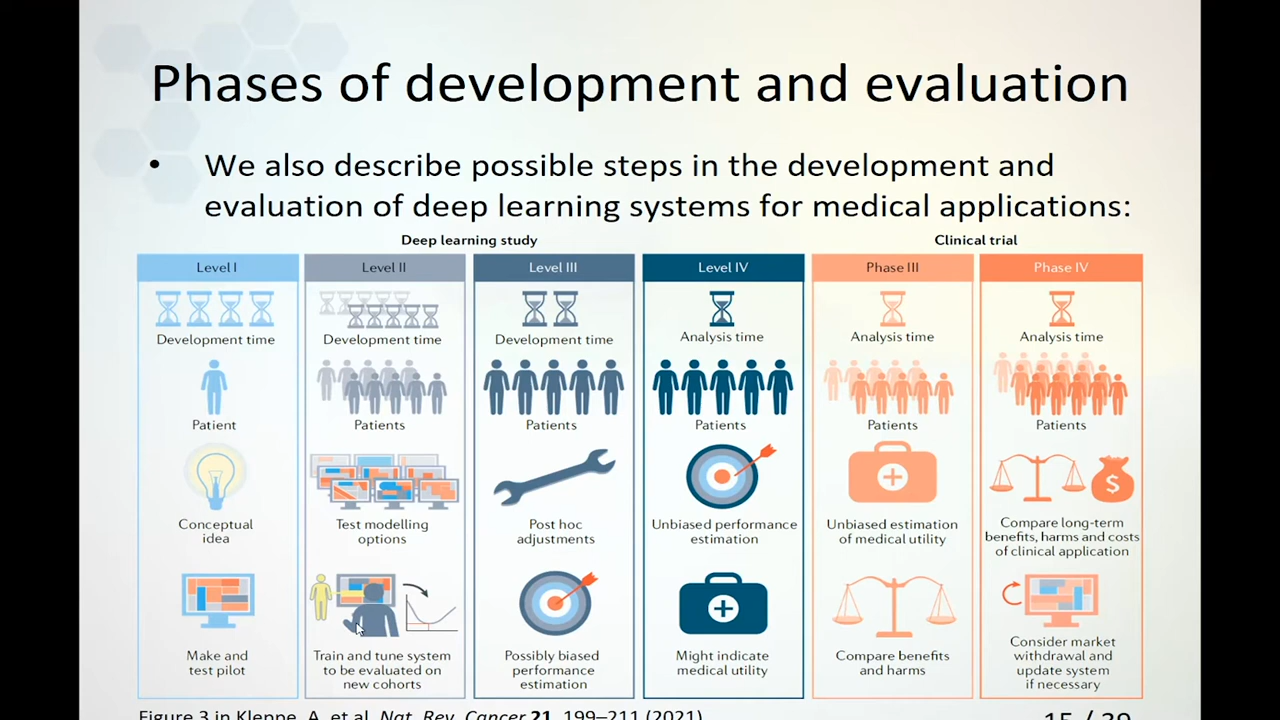 Phases of development and evaluation
• We also describe possible steps in the development and
evaluation of deep learning systems for medical applications:
Deep learning study
Clinical trial
Level I
Development time
Patient
Conceptual
idea
Make and
test pilot
Level II
Development time
Patients
Test modelling
options
Train and tune system
to be evaluated on
new cohorts
Level III
Development time
Patients
Post hoc
adjustments
Possibly biased
performance
estimation
Level IV
Analysis time
Patients
Unbiased performance
estimation
Might indicate
medical utility
Phase III
Analysis time
Patients
Unbiased estimation
of medical utility
Compare benefits
and harms
Phase IV
Analysis time
Patients
$
Compare long-term
benefits, harms and costs
of clinical application
Consider market
withdrawal and
update system
if necessary
Figure 3 in Kleppe, A. et al. Nat. Rev. Cancer 21, 199–211 (2021)
15 / 39